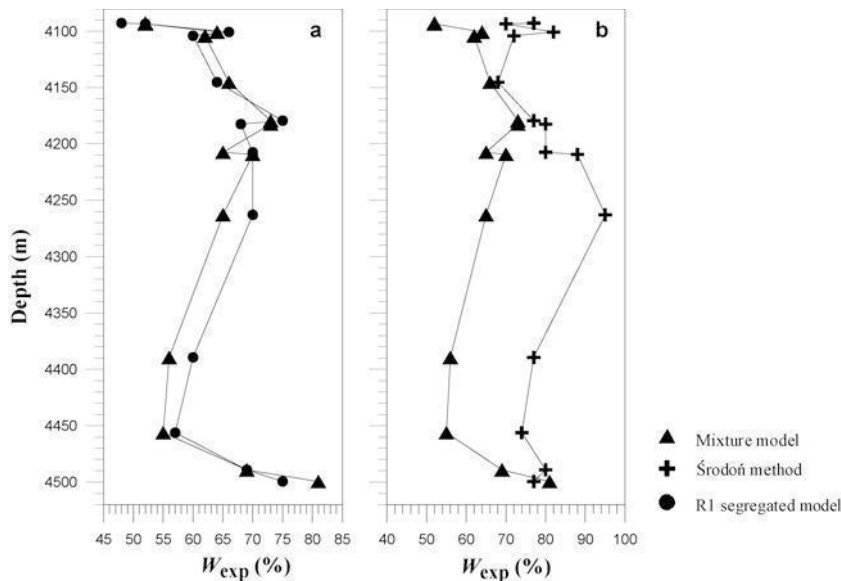 a
b
4100
4150
4200
4250
4300
4350
4400
4450
4500
Depth (m)
45 50 55 60 65 70 75 80 85
40 50 60 70 80 90 100
Wexp (%)
Wexp (%)
Mixture model
Środoń method
R1 segregated model